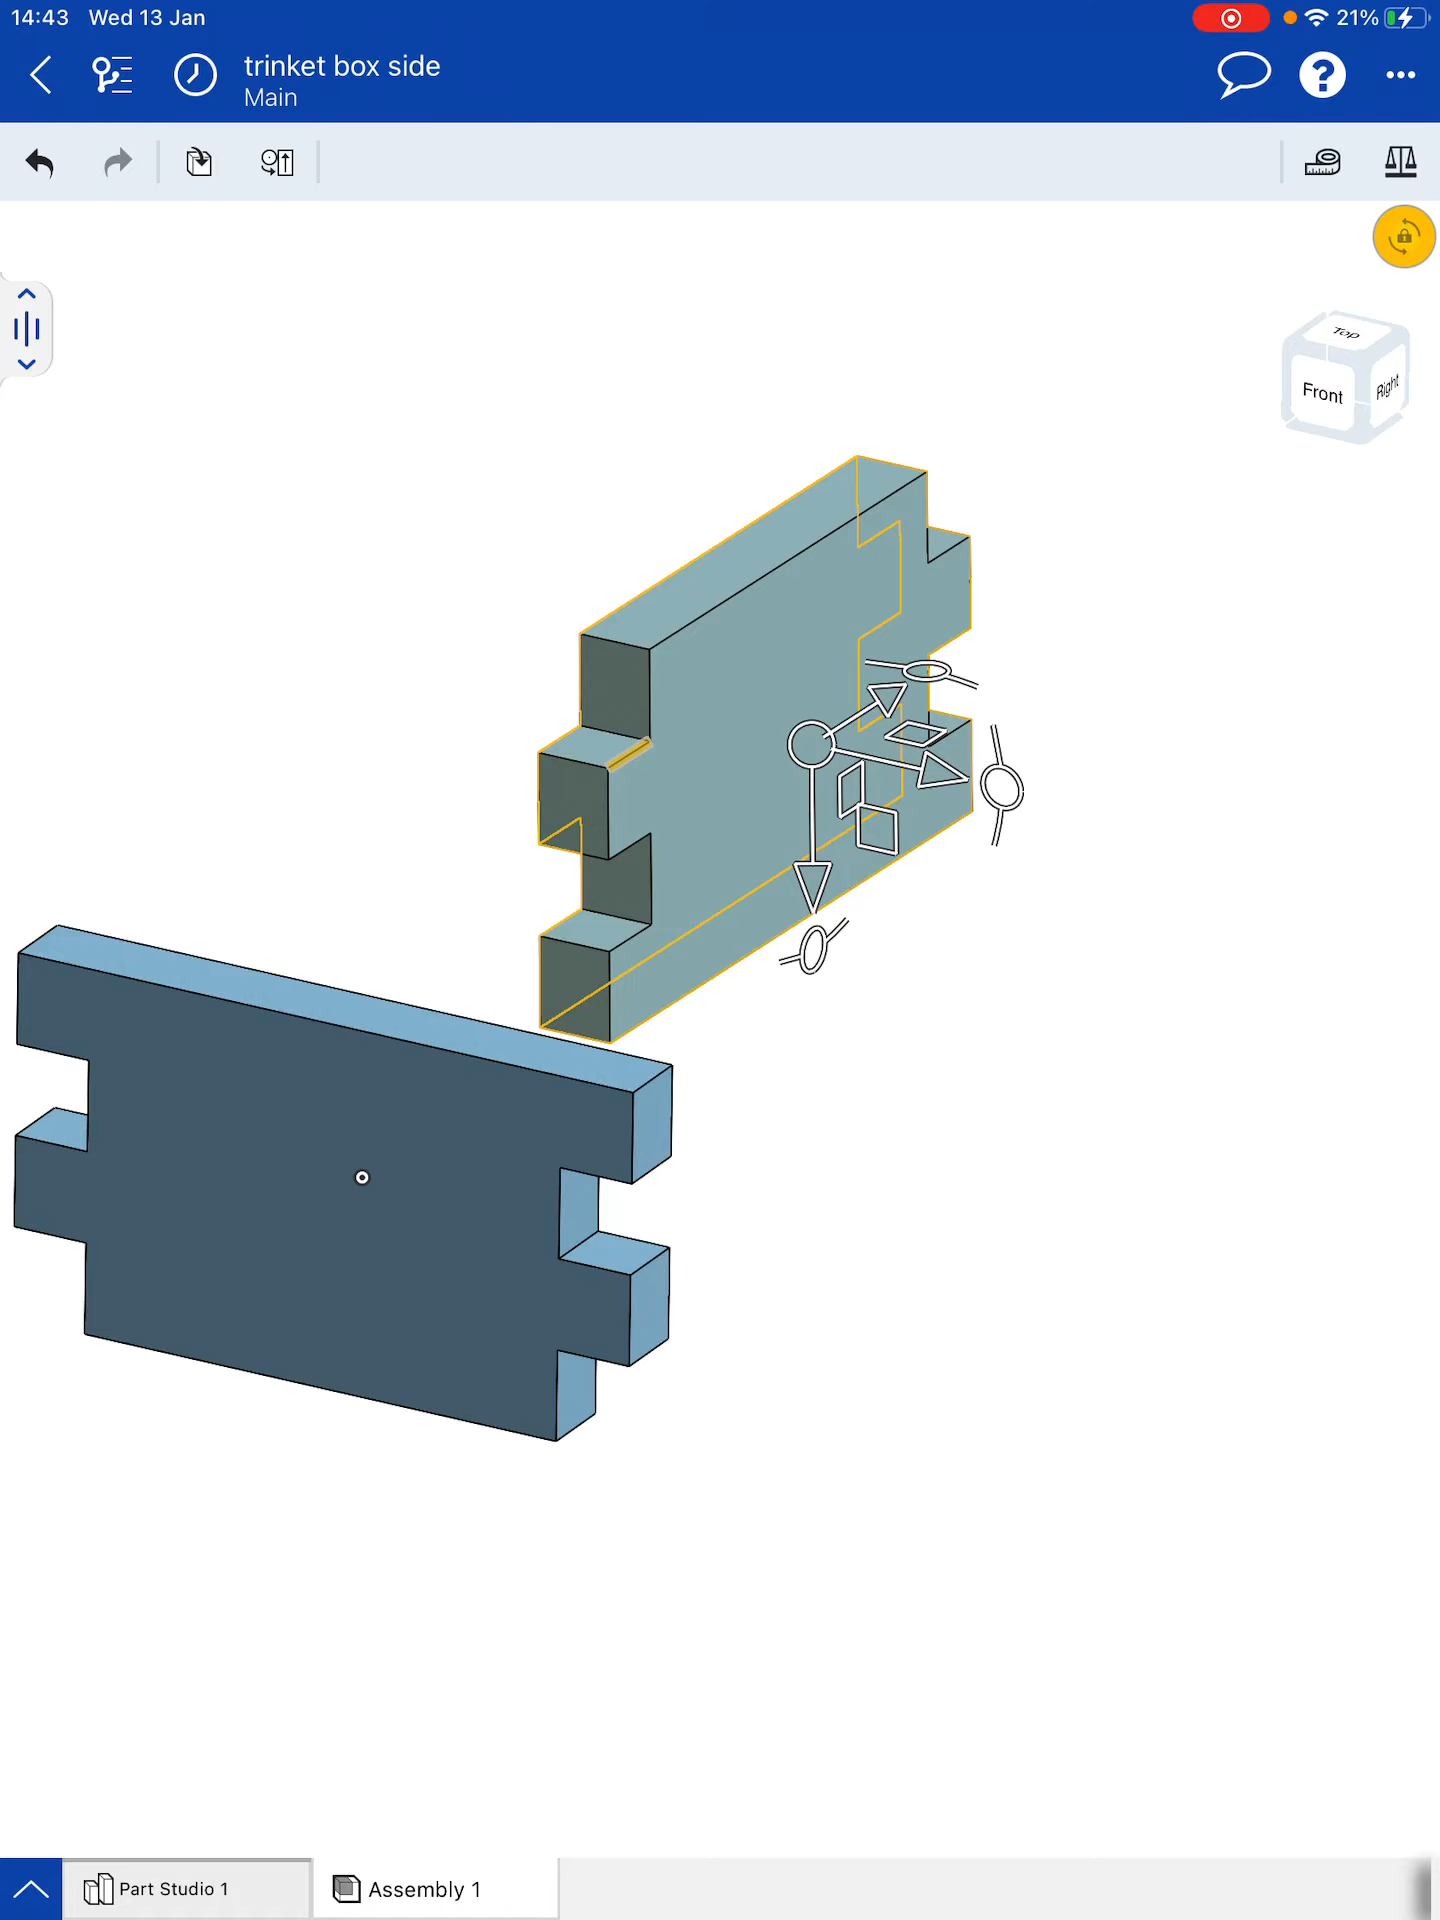 14:43 Wed 13 Jan
21%
trinket box side
Main
Top
Front
Right
Part Studio 1
Assembly 1